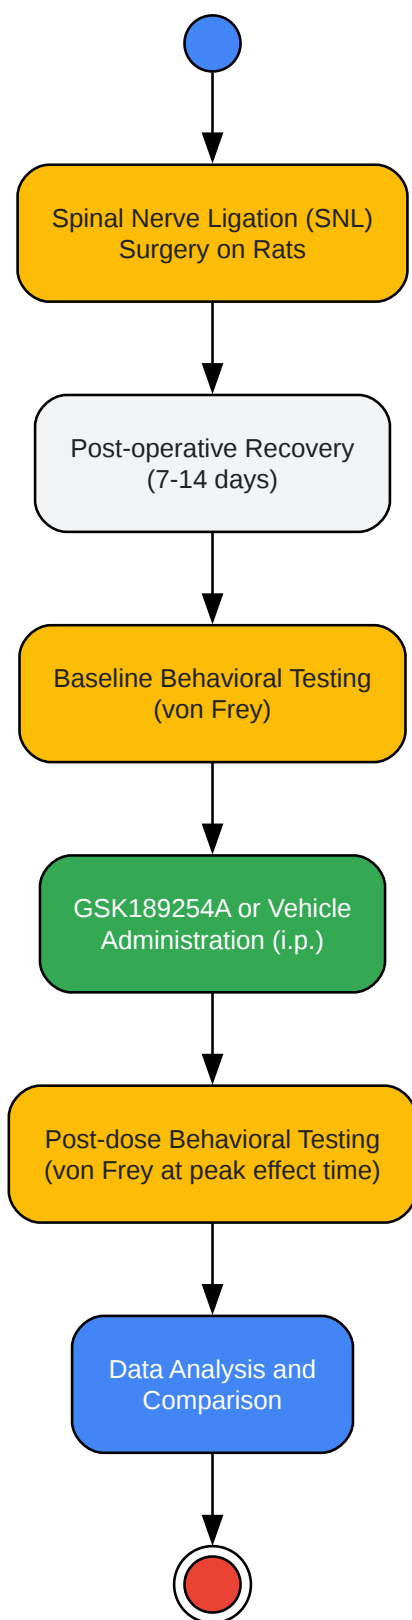 Spinal Nerve Ligation (SNL)
Surgery on Rats
Post-operative Recovery
(7-14 days)
Baseline Behavioral Testing
(von Frey)
GSK189254A or Vehicle
Administration (i.p.)
Post-dose Behavioral Testing
(von Frey at peak effect time)
Data Analysis and
Comparison